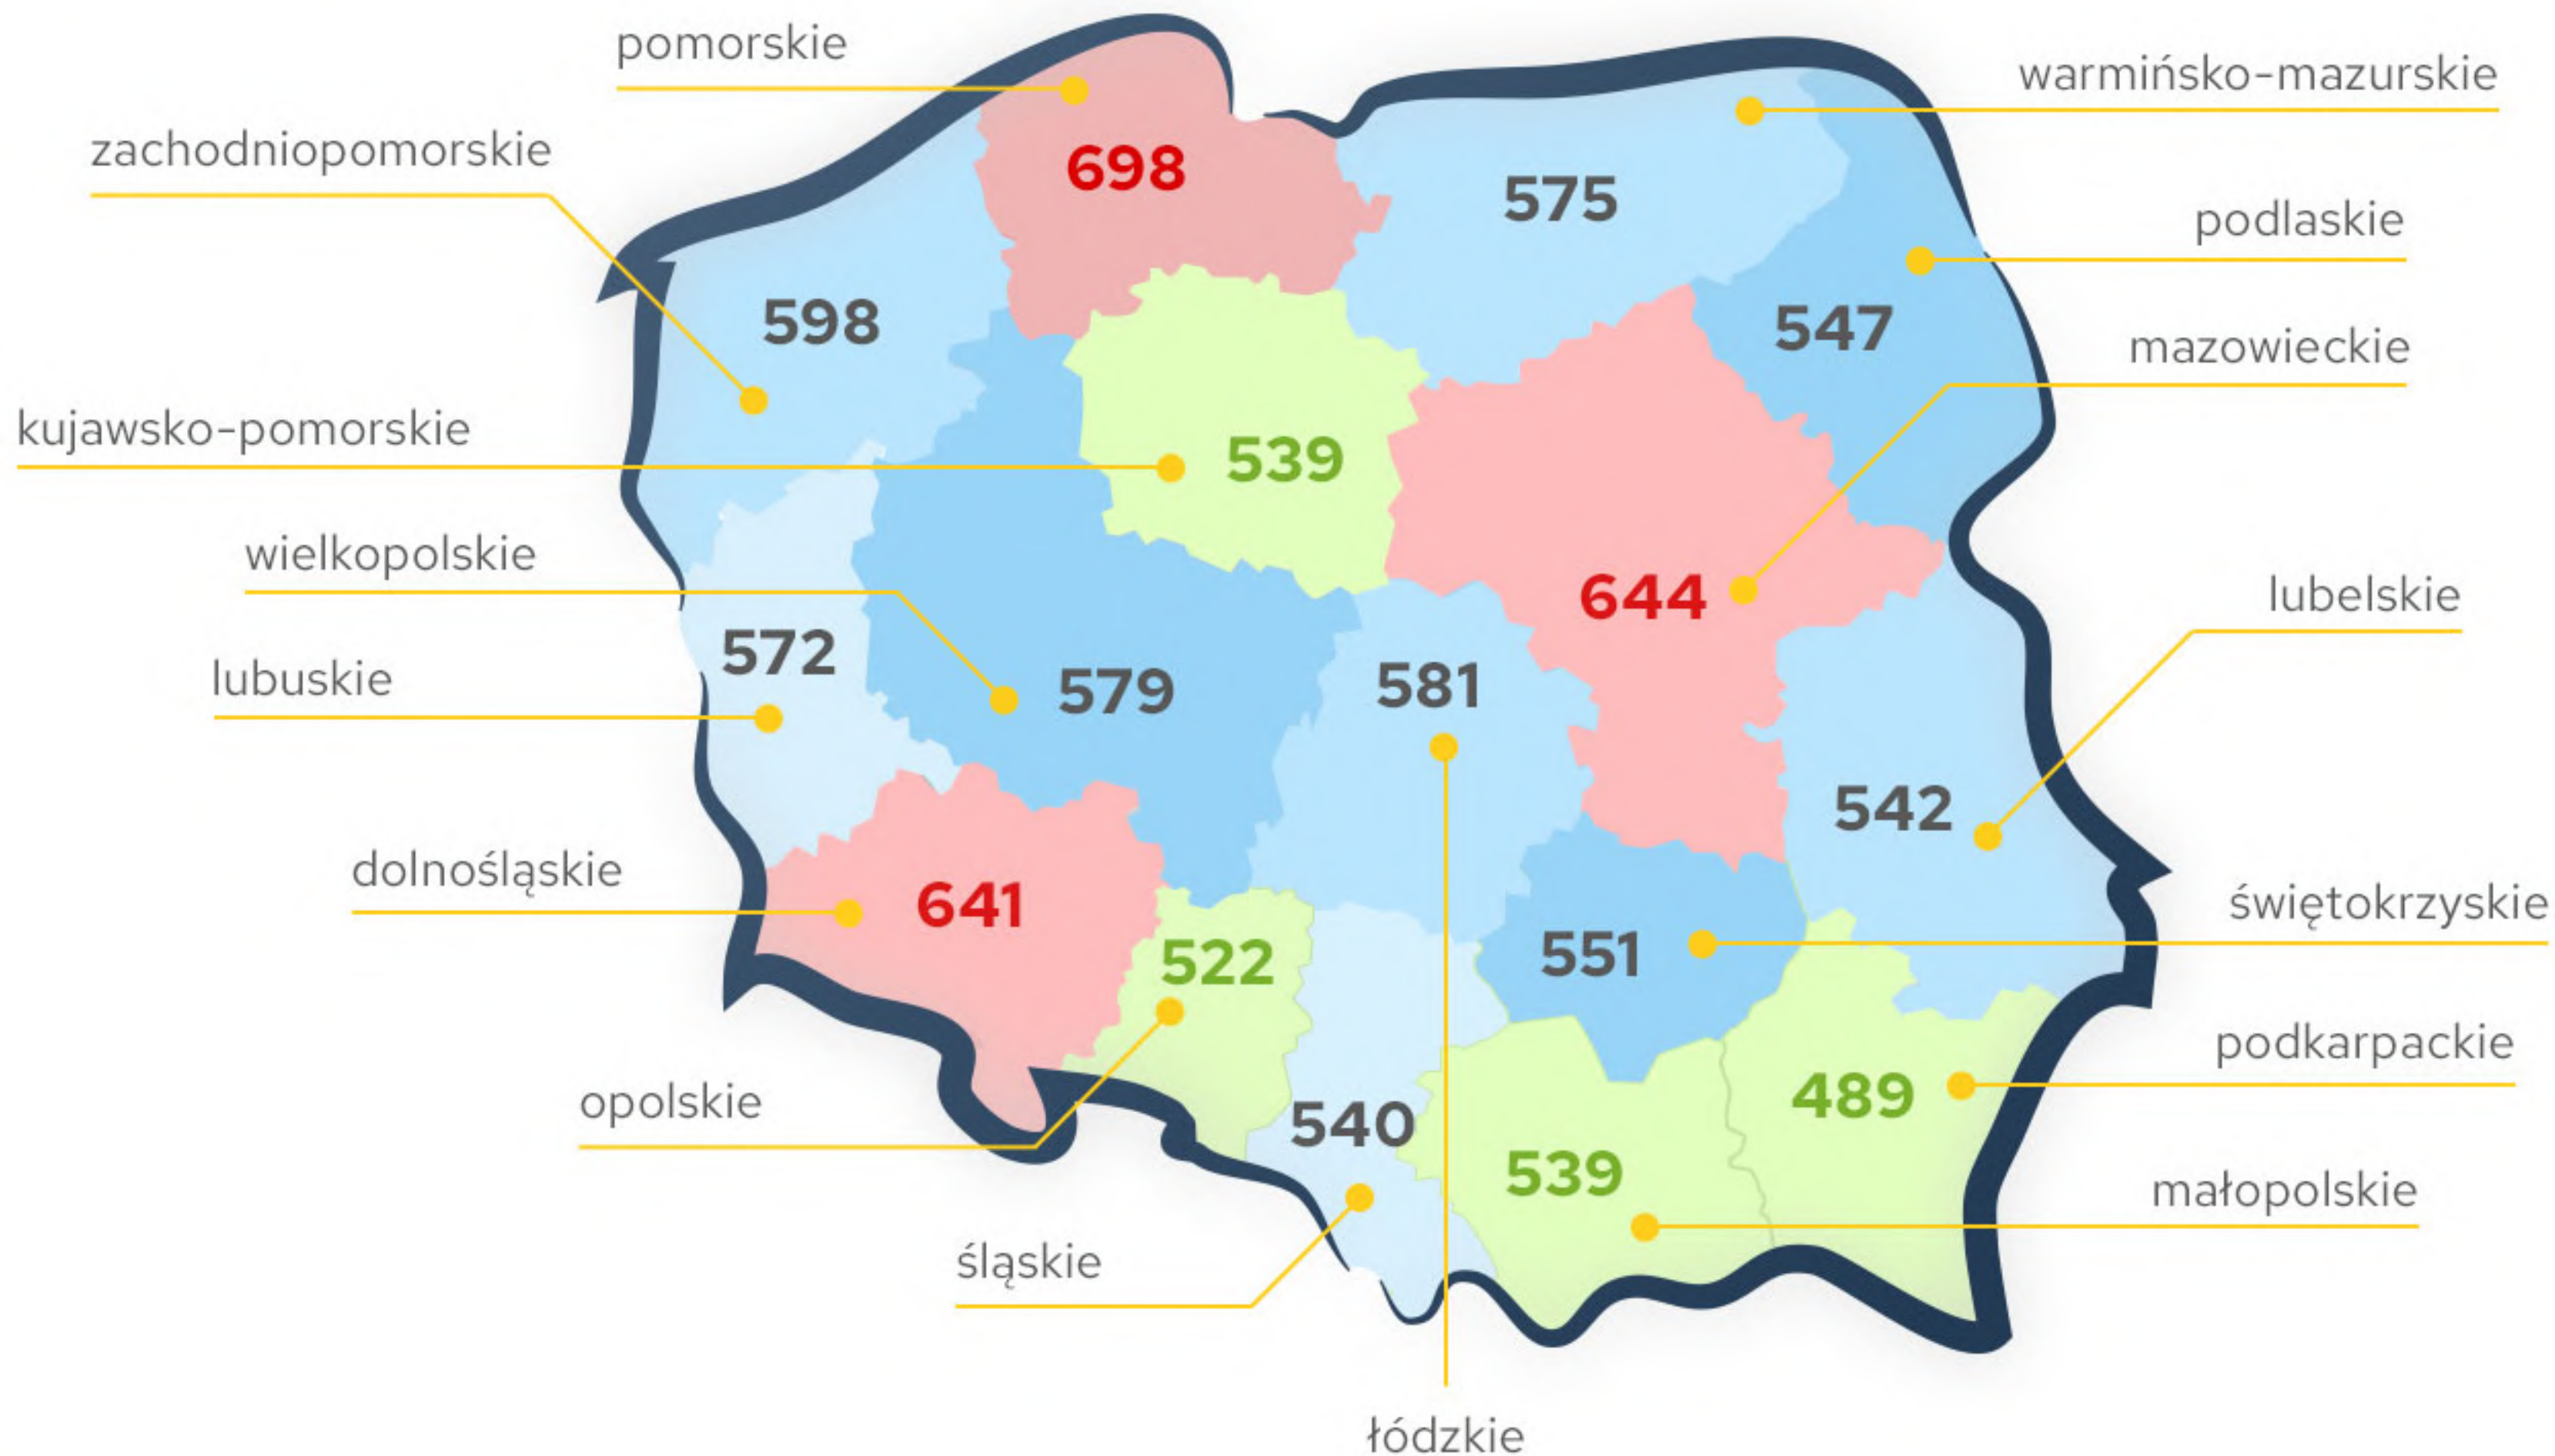 pomorskie
warmińsko-mazurskie
zachodniopomorskie
698
575
podlaskie
598
547
mazowieckie
kujawsko-pomorskie
539
wielkopolskie
644
lubelskie
572
lubuskie
579
581
542
dolnośląskie
641
świętokrzyskie
522
551
opolskie
540
489
podkarpackie
539
małopolskie
śląskie
łódzkie